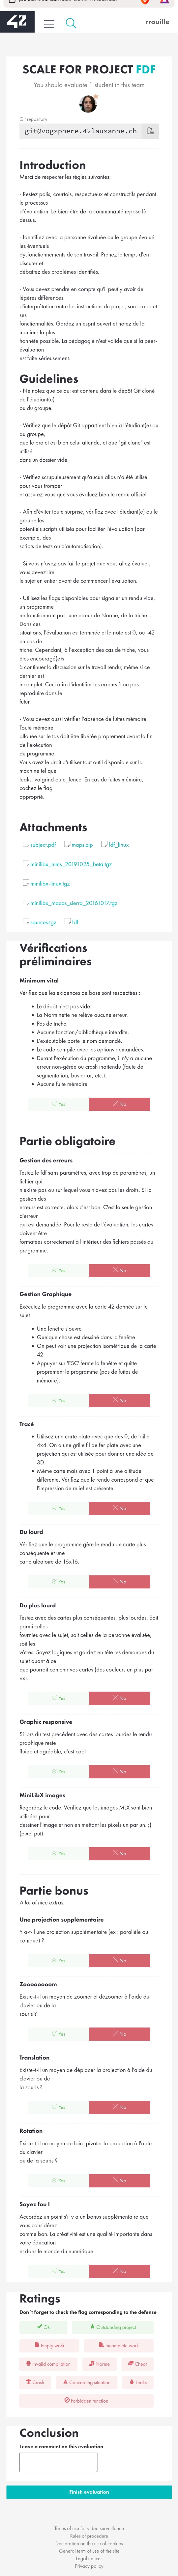 42
rrouille
SCALE FOR PROJECT FDF
You should evaluate 1 student in this team
Git repository
git@vogsphere.42lausanne.ch
Introduction
Merci de respecter les règles suivantes:
- Restez polis, courtois, respectueux et constructifs pendant
le processus
d'évaluation. Le bien-être de la communauté repose là-
dessus.
- Identifiez avec la personne évaluée ou le groupe évalué
les éventuels
dysfonctionnements de son travail. Prenez le temps d'en
discuter et
débattez des problèmes identifiés.
- Vous devrez prendre en compte qu'il peut y avoir de
légères différences
d'interprétation entre les instructions du projet, son scope et
ses
fonctionnalités. Gardez un esprit ouvert et notez de la
manière la plus
honnête possible. La pédagogie n'est valide que si la peer-
évaluation
est faite sérieusement.
Guidelines
- Ne notez que ce qui est contenu dans le dépôt Git cloné
de l'étudiant(e)
ou du groupe.
- Vérifiez que le dépôt Git appartient bien à l'étudiant(e) ou
au groupe,
que le projet est bien celui attendu, et que "git clone" est
utilisé
dans un dossier vide.
- Vérifiez scrupuleusement qu'aucun alias n'a été utilisé
pour vous tromper
et assurez-vous que vous évaluez bien le rendu officiel.
- Afin d'éviter toute surprise, vérifiez avec l'étudiant(e) ou le
groupe les
potentiels scripts utilisés pour faciliter l'évaluation (par
exemple, des
scripts de tests ou d'automatisation).
- Si vous n'avez pas fait le projet que vous allez évaluer,
vous devez lire
le sujet en entier avant de commencer l'évaluation.
- Utilisez les flags disponibles pour signaler un rendu vide,
un programme
ne fonctionnant pas, une erreur de Norme, de la triche...
Dans ces
situations, l'évaluation est terminée et la note est 0, ou -42
en cas de
triche. Cependant, à l'exception des cas de triche, vous
êtes encouragé(e)s
à continuer la discussion sur le travail rendu, même si ce
dernier est
incomplet. Ceci afin d'identifier les erreurs à ne pas
reproduire dans le
futur.
- Vous devez aussi vérifier l'absence de fuites mémoire.
Toute mémoire
allouée sur le tas doit être libérée proprement avant la fin
de l'exécution
du programme.
Vous avez le droit d'utiliser tout outil disponible sur la
machine tel que
leaks, valgrind ou e_fence. En cas de fuites mémoire,
cochez le flag
approprié.
Attachments
subject.pdf maps.zip fdf_linux
minilibx_mms_20191025_beta.tgz
minilibx-linux.tgz
minilibx_macos_sierra_20161017.tgz
sources.tgz fdf
Vérifications
préliminaires
Minimum vital
Vérifiez que les exigences de base sont respectées :
• Le dépôt n'est pas vide.
• La Norminette ne relève aucune erreur.
• Pas de triche.
• Aucune fonction/bibliothèque interdite.
• L'exécutable porte le nom demandé.
• Le code compile avec les options demandées.
• Durant l'exécution du programme, il n'y a aucune
erreur non-gérée ou crash inattendu (faute de
segmentation, bus error, etc.).
• Aucune fuite mémoire.
Yes No
Partie obligatoire
Gestion des erreurs
Testez le fdf sans paramètres, avec trop de paramètres, un
fichier qui
n'existe pas ou sur lequel vous n'avez pas les droits. Si la
gestion des
erreurs est correcte, alors c'est bon. C'est la seule gestion
d'erreur
qui est demandée. Pour le reste de l'évaluation, les cartes
doivent être
formatées correctement à l'intérieur des fichiers passés au
programme.
Yes No
Gestion Graphique
Exécutez le programme avec la carte 42 donnée sur le
sujet :
• Une fenêtre s'ouvre
• Quelque chose est dessiné dans la fenêtre
• On peut voir une projection isométrique de la carte
42
• Appuyer sur 'ESC' ferme la fenêtre et quitte
proprement le programme (pas de fuites de
mémoire).
Yes No
Tracé
• Utilisez une carte plate avec que des 0, de taille
4x4. On a une grille de fer plate avec une
projection qui est utilisée pour donner une idée de
3D.
• Même carte mais avec 1 point à une altitude
différente. Vérifiez que le rendu correspond et que
l'impression de relief est présente.
Yes No
Du lourd
Vérifiez que le programme gère le rendu de carte plus
conséquente et une
carte aléatoire de 16x16.
Yes No
Du plus lourd
Testez avec des cartes plus conséquentes, plus lourdes. Soit
parmi celles
fournies avec le sujet, soit celles de la personne évaluée,
soit les
vôtres. Soyez logiques et gardez en tête les demandes du
sujet quant à ce
que pourrait contenir vos cartes (des couleurs en plus par
ex).
Yes No
Graphic responsive
Si lors du test précédent avec des cartes lourdes le rendu
graphique reste
fluide et agréable, c'est cool !
Yes No
MiniLibX images
Regardez le code. Vérifiez que les images MLX sont bien
utilisées pour
dessiner l'image et non en mettant les pixels un par un. ;)
(pixel put)
Yes No
Partie bonus
A lot of nice extras.
Une projection supplémentaire
Y a-t-il une projection supplémentaire (ex : parallèle ou
conique) ?
Yes No
Zoooooooom
Existe-t-il un moyen de zoomer et dézoomer à l'aide du
clavier ou de la
souris ?
Yes No
Translation
Existe-t-il un moyen de déplacer la projection à l'aide du
clavier ou de
la souris ?
Yes No
Rotation
Existe-t-il un moyen de faire pivoter la projection à l'aide
du clavier
ou de la souris ?
Yes No
Soyez fou !
Accordez un point s'il y a un bonus supplémentaire que
vous considérez
comme bon. La créativité est une qualité importante dans
votre éducation
et dans le monde du numérique.
Yes No
Ratings
Don't forget to check the flag corresponding to the defense
Ok Outstanding project
Empty work Incomplete work
Invalid compilation Norme Cheat
Crash Concerning situation Leaks
Forbidden function
Conclusion
Leave a comment on this evaluation
Finish evaluation
Terms of use for video surveillance
Rules of procedure
Declaration on the use of cookies
General term of use of the site
Legal notices
Privacy policy